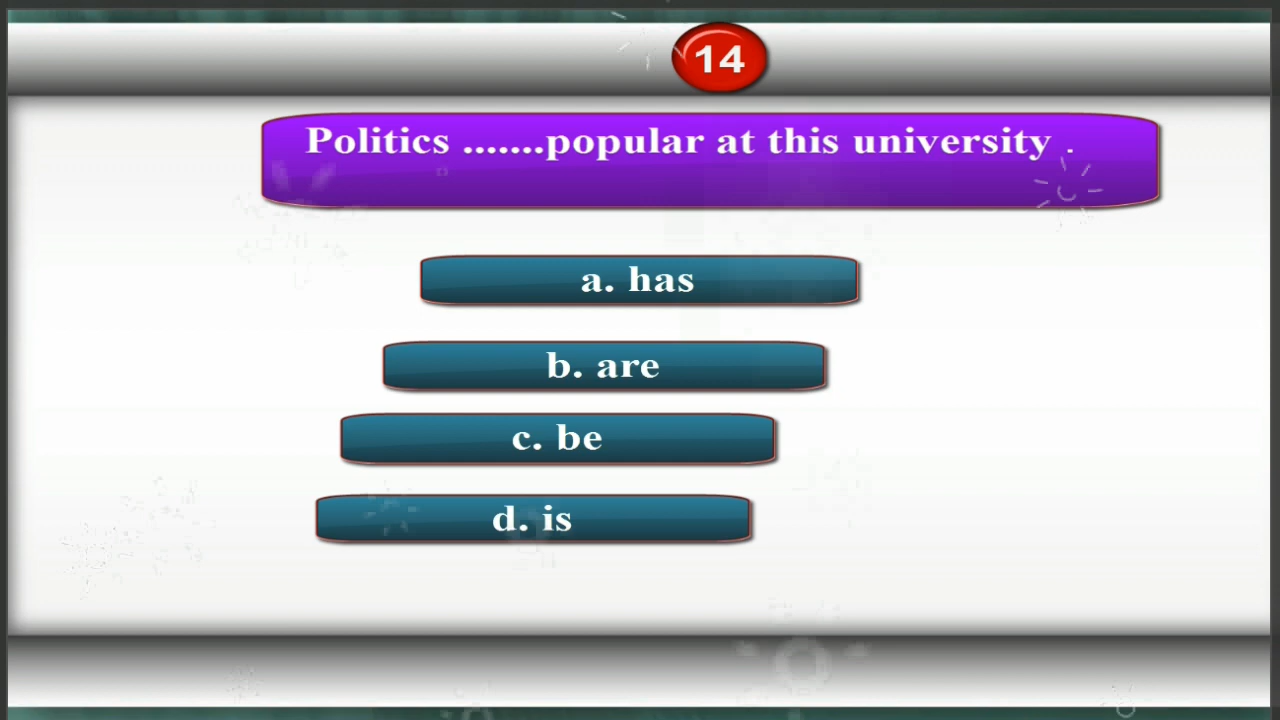 14
Politics .......popular at this university .
a. has
b. are
c. be
d. is